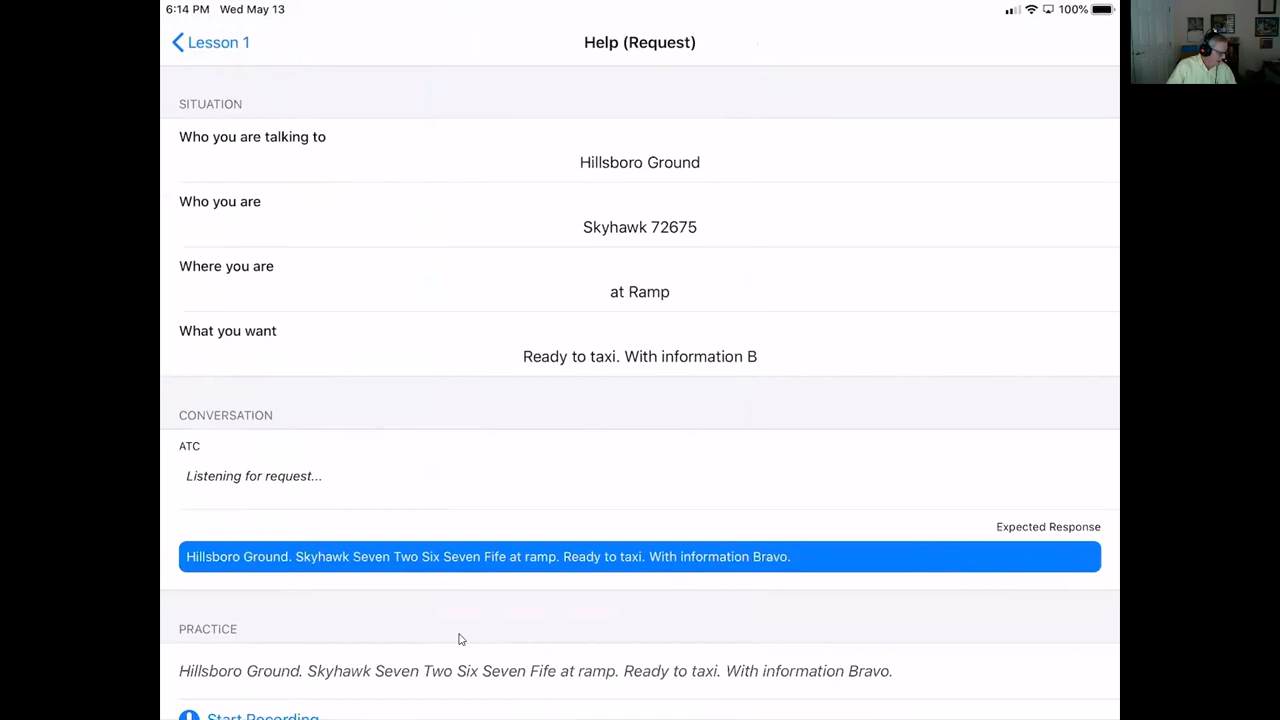 6:14 PM Wed May 13 100%
Lesson 1 Help (Request)
SITUATION
Who you are talking to
Hillsboro Ground
Who you are
Skyhawk 72675
Where you are
at Ramp
What you want
Ready to taxi. With information B
CONVERSATION
ATC
Listening for request...
Expected Response
Hillsboro Ground. Skyhawk Seven Two Six Seven Fife at ramp. Ready to taxi. With information Bravo.
PRACTICE
Hillsboro Ground. Skyhawk Seven Two Six Seven Fife at ramp. Ready to taxi. With information Bravo.
Start Recording